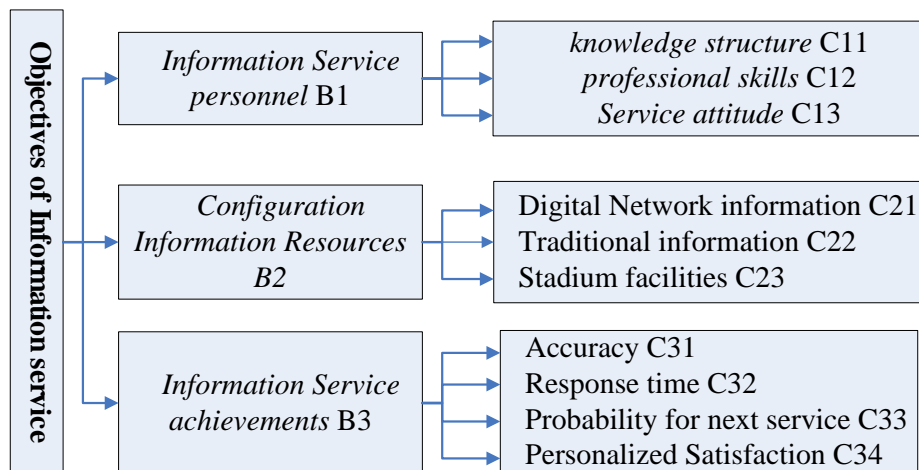 Objectives of Information service
Information Service
personnel B1
knowledge structure C11
professional skills C12
Service attitude C13
Configuration
Information Resources
B2
Digital Network information C21
Traditional information C22
Stadium facilities C23
Information Service
achievements B3
Accuracy C31
Response time C32
Probability for next service C33
Personalized Satisfaction C34